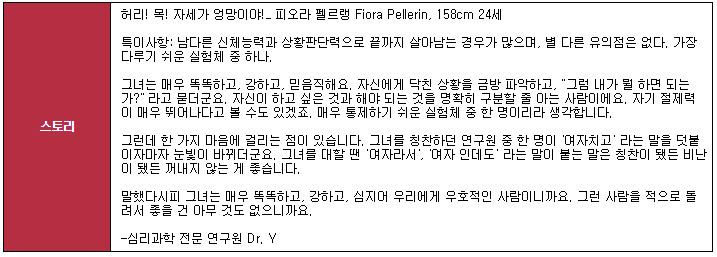 허리! 목! 자세가 엉망이야!_ 피오라 펠르랭 Fiora Pellerin, 158cm 24세
특이사항: 남다른 신체능력과 상황판단력으로 끝까지 살아남는 경우가 많으며, 별 다른 유의점은 없다. 가장
다루기 쉬운 실험체 중 하나.
그녀는 매우 똑똑하고, 강하고, 믿음직해요. 자신에게 닥친 상황을 금방 파악하고, "그럼 내가 뭘 하면 되는
가?" 라고 묻더군요. 자신이 하고 싶은 것과 해야 되는 것을 명확히 구분할 줄 아는 사람이에요. 자기 절제력
이 매우 뛰어나다고 볼 수도 있겠죠. 매우 통제하기 쉬운 실험체 중 한 명이리라 생각합니다.
스토리
그런데 한 가지 마음에 걸리는 점이 있습니다. 그녀를 칭찬하던 연구원 중 한 명이 '여자치고' 라는 말을 덧붙
이자마자 눈빛이 바뀌더군요. 그녀를 대할 땐 '여자라서', '여자 인데도' 라는 말이 붙는 말은 칭찬이 됐든 비난
이 됐든 꺼내지 않는 게 좋습니다.
말했다시피 그녀는 매우 똑똑하고, 강하고, 심지어 우리에게 우호적인 사람이니까요. 그런 사람을 적으로 돌
려서 좋을 건 아무 것도 없으니까요.
-심리과학 전문 연구원 Dr. Y